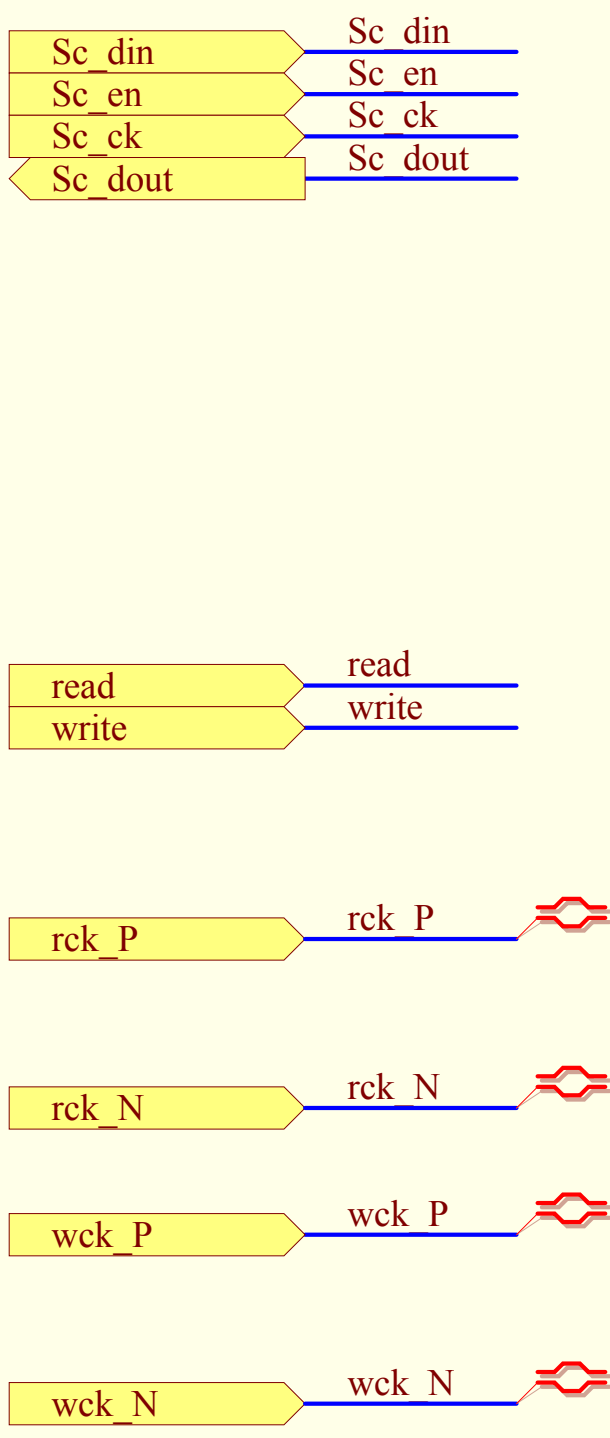 Sc_din Sc_din
Sc_en Sc_en
Sc_ck Sc_ck
Sc_dout Sc_dout
read read
write write
rck_P rck_P
rck_N rck_N
wck_P wck_P
wck_N wck_N